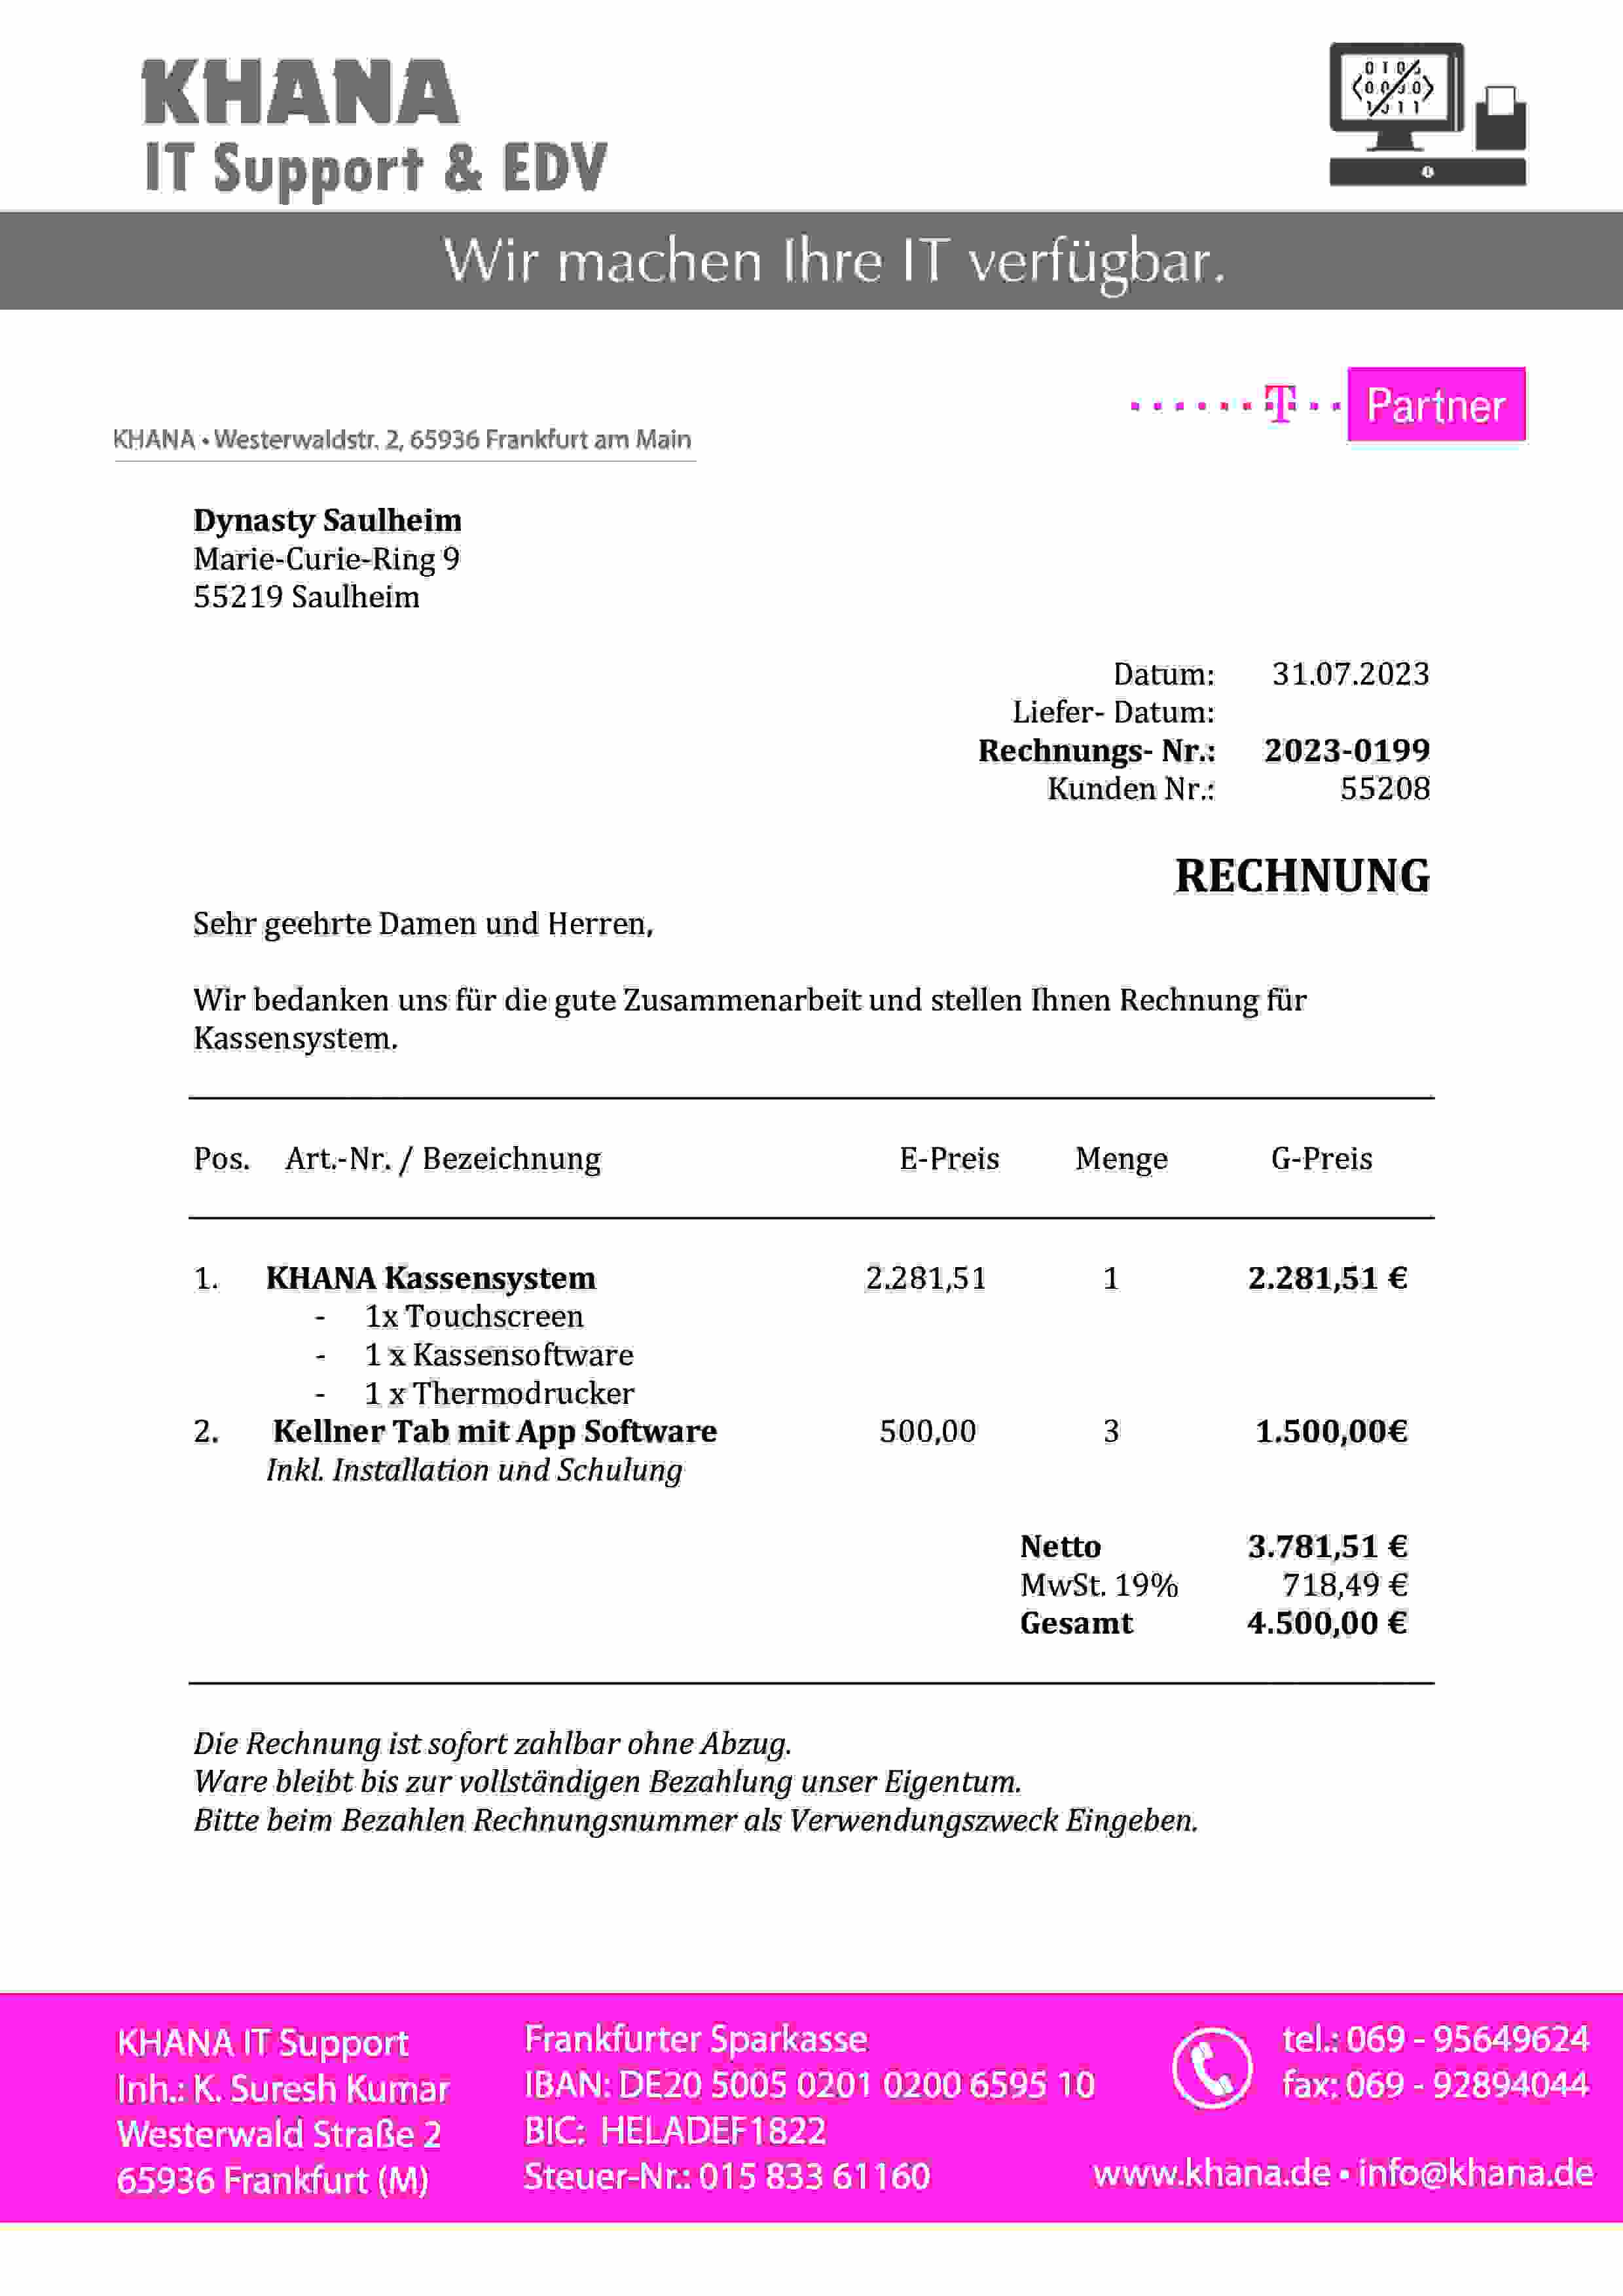 KHANA
IT Support & EDV
Wir machen Ihre IT verfügbar.
T Partner
KHANA • Westerwaldstr. 2, 65936 Frankfurt am Main
Dynasty Saulheim
Marie-Curie-Ring 9
55219 Saulheim
Datum: 31.07.2023
Liefer- Datum:
Rechnungs- Nr.: 2023-0199
Kunden Nr.: 55208
RECHNUNG
Sehr geehrte Damen und Herren,
Wir bedanken uns für die gute Zusammenarbeit und stellen Ihnen Rechnung für
Kassensystem.
Pos. Art.-Nr. / Bezeichnung E-Preis Menge G-Preis
1. KHANA Kassensystem 2.281,51 1 2.281,51 €
- 1x Touchscreen
- 1 x Kassensoftware
- 1 x Thermodrucker
2. Kellner Tab mit App Software 500,00 3 1.500,00€
Inkl. Installation und Schulung
Netto 3.781,51 €
MwSt. 19% 718,49 €
Gesamt 4.500,00 €
Die Rechnung ist sofort zahlbar ohne Abzug.
Ware bleibt bis zur vollständigen Bezahlung unser Eigentum.
Bitte beim Bezahlen Rechnungsnummer als Verwendungszweck Eingeben.
KHANA IT Support
Inh.: K. Suresh Kumar
Westerwald Straße 2
65936 Frankfurt (M)
Frankfurter Sparkasse
IBAN: DE20 5005 0201 0200 6595 10
BIC: HELADEF1822
Steuer-Nr.: 015 833 61160
tel.: 069 - 95649624
fax: 069 - 92894044
www.khana.de • info@khana.de